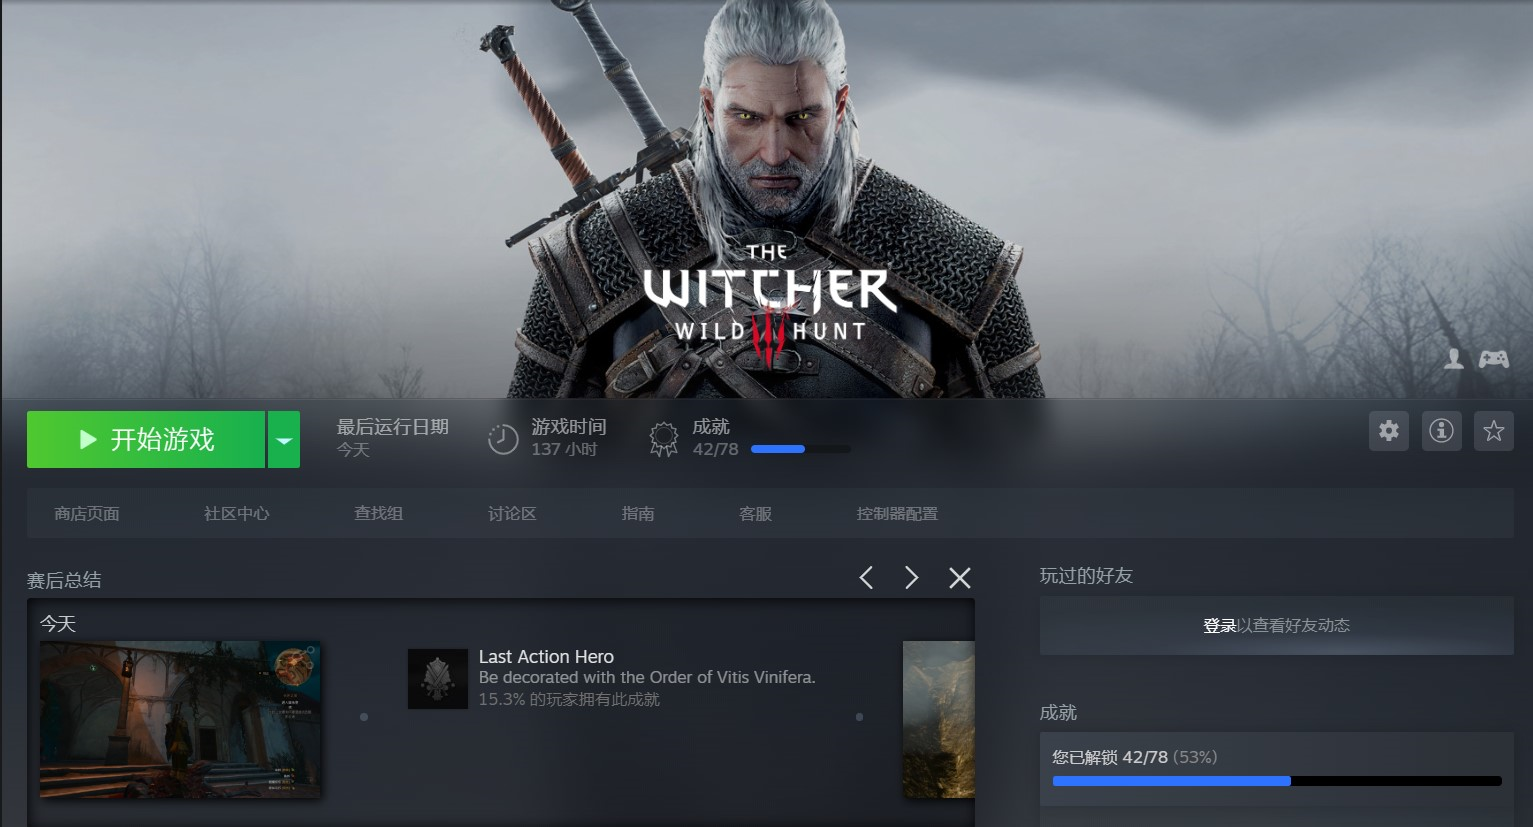 THE
WITCHER
WILD HUNT
开始游戏
最后运行日期
今天
游戏时间
137 小时
成就
42/78
商店页面
社区中心
查找组
讨论区
指南
客服
控制器配置
赛后总结
今天
Last Action Hero
Be decorated with the Order of Vitis Vinifera.
15.3% 的玩家拥有此成就
玩过的好友
登录以查看好友动态
成就
您已解锁 42/78 (53%)